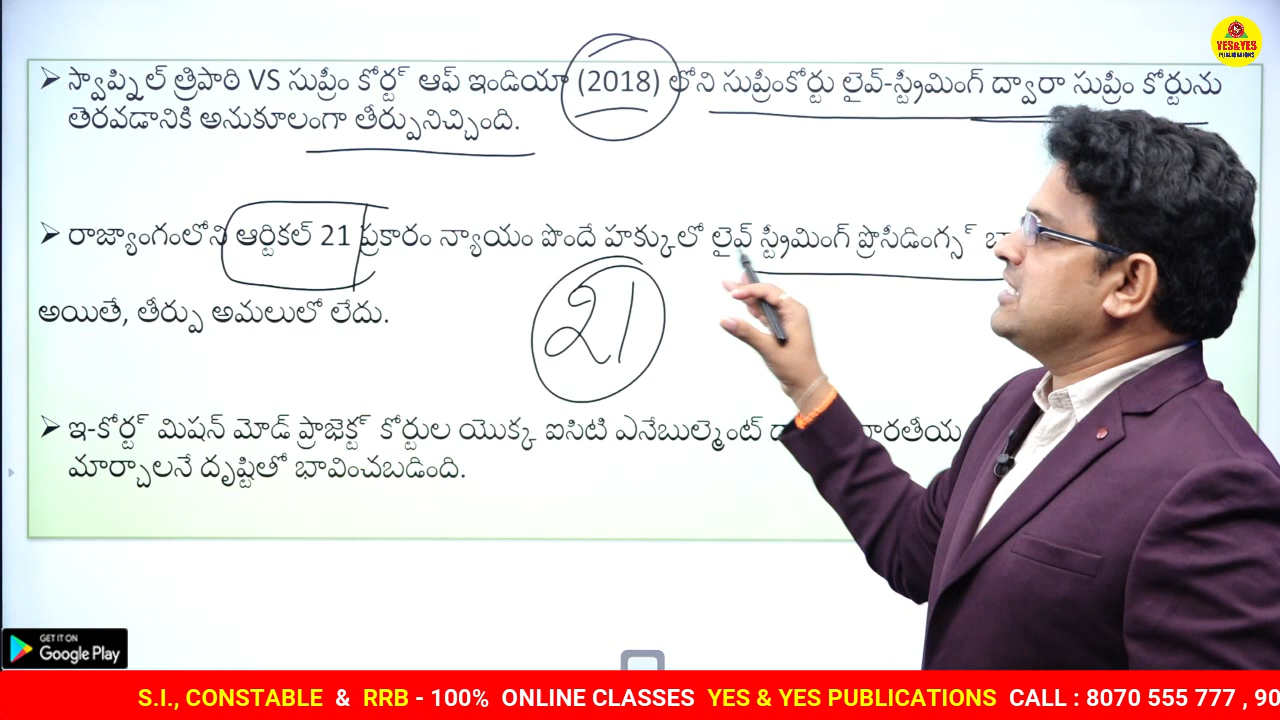 YES&YES
PUBLICATIONS
➢ స్వాప్నిల్ త్రిపాఠి VS సుప్రీం కోర్ట్ ఆఫ్ ఇండియా (2018) లోని సుప్రీంకోర్టు లైవ్-స్ట్రీమింగ్ ద్వారా సుప్రీం కోర్టును
తెరవడానికి అనుకూలంగా తీర్పునిచ్చింది.
➢ రాజ్యాంగంలోని ఆర్టికల్ 21 ప్రకారం న్యాయం పొందే హక్కులో లైవ్ స్ట్రీమింగ్ ప్రొసీడింగ్స్
అయితే, తీర్పు అమలులో లేదు.
21
➢ ఇ-కోర్ట్ మిషన్ మోడ్ ప్రాజెక్ట్ కోర్టుల యొక్క ఐసిటి ఎనేబుల్మెంట్
మార్చాలనే దృష్టితో భావించబడింది.
GET IT ON
Google Play
S.I., CONSTABLE & RRB - 100% ONLINE CLASSES YES & YES PUBLICATIONS CALL : 8070 555 777 , 90